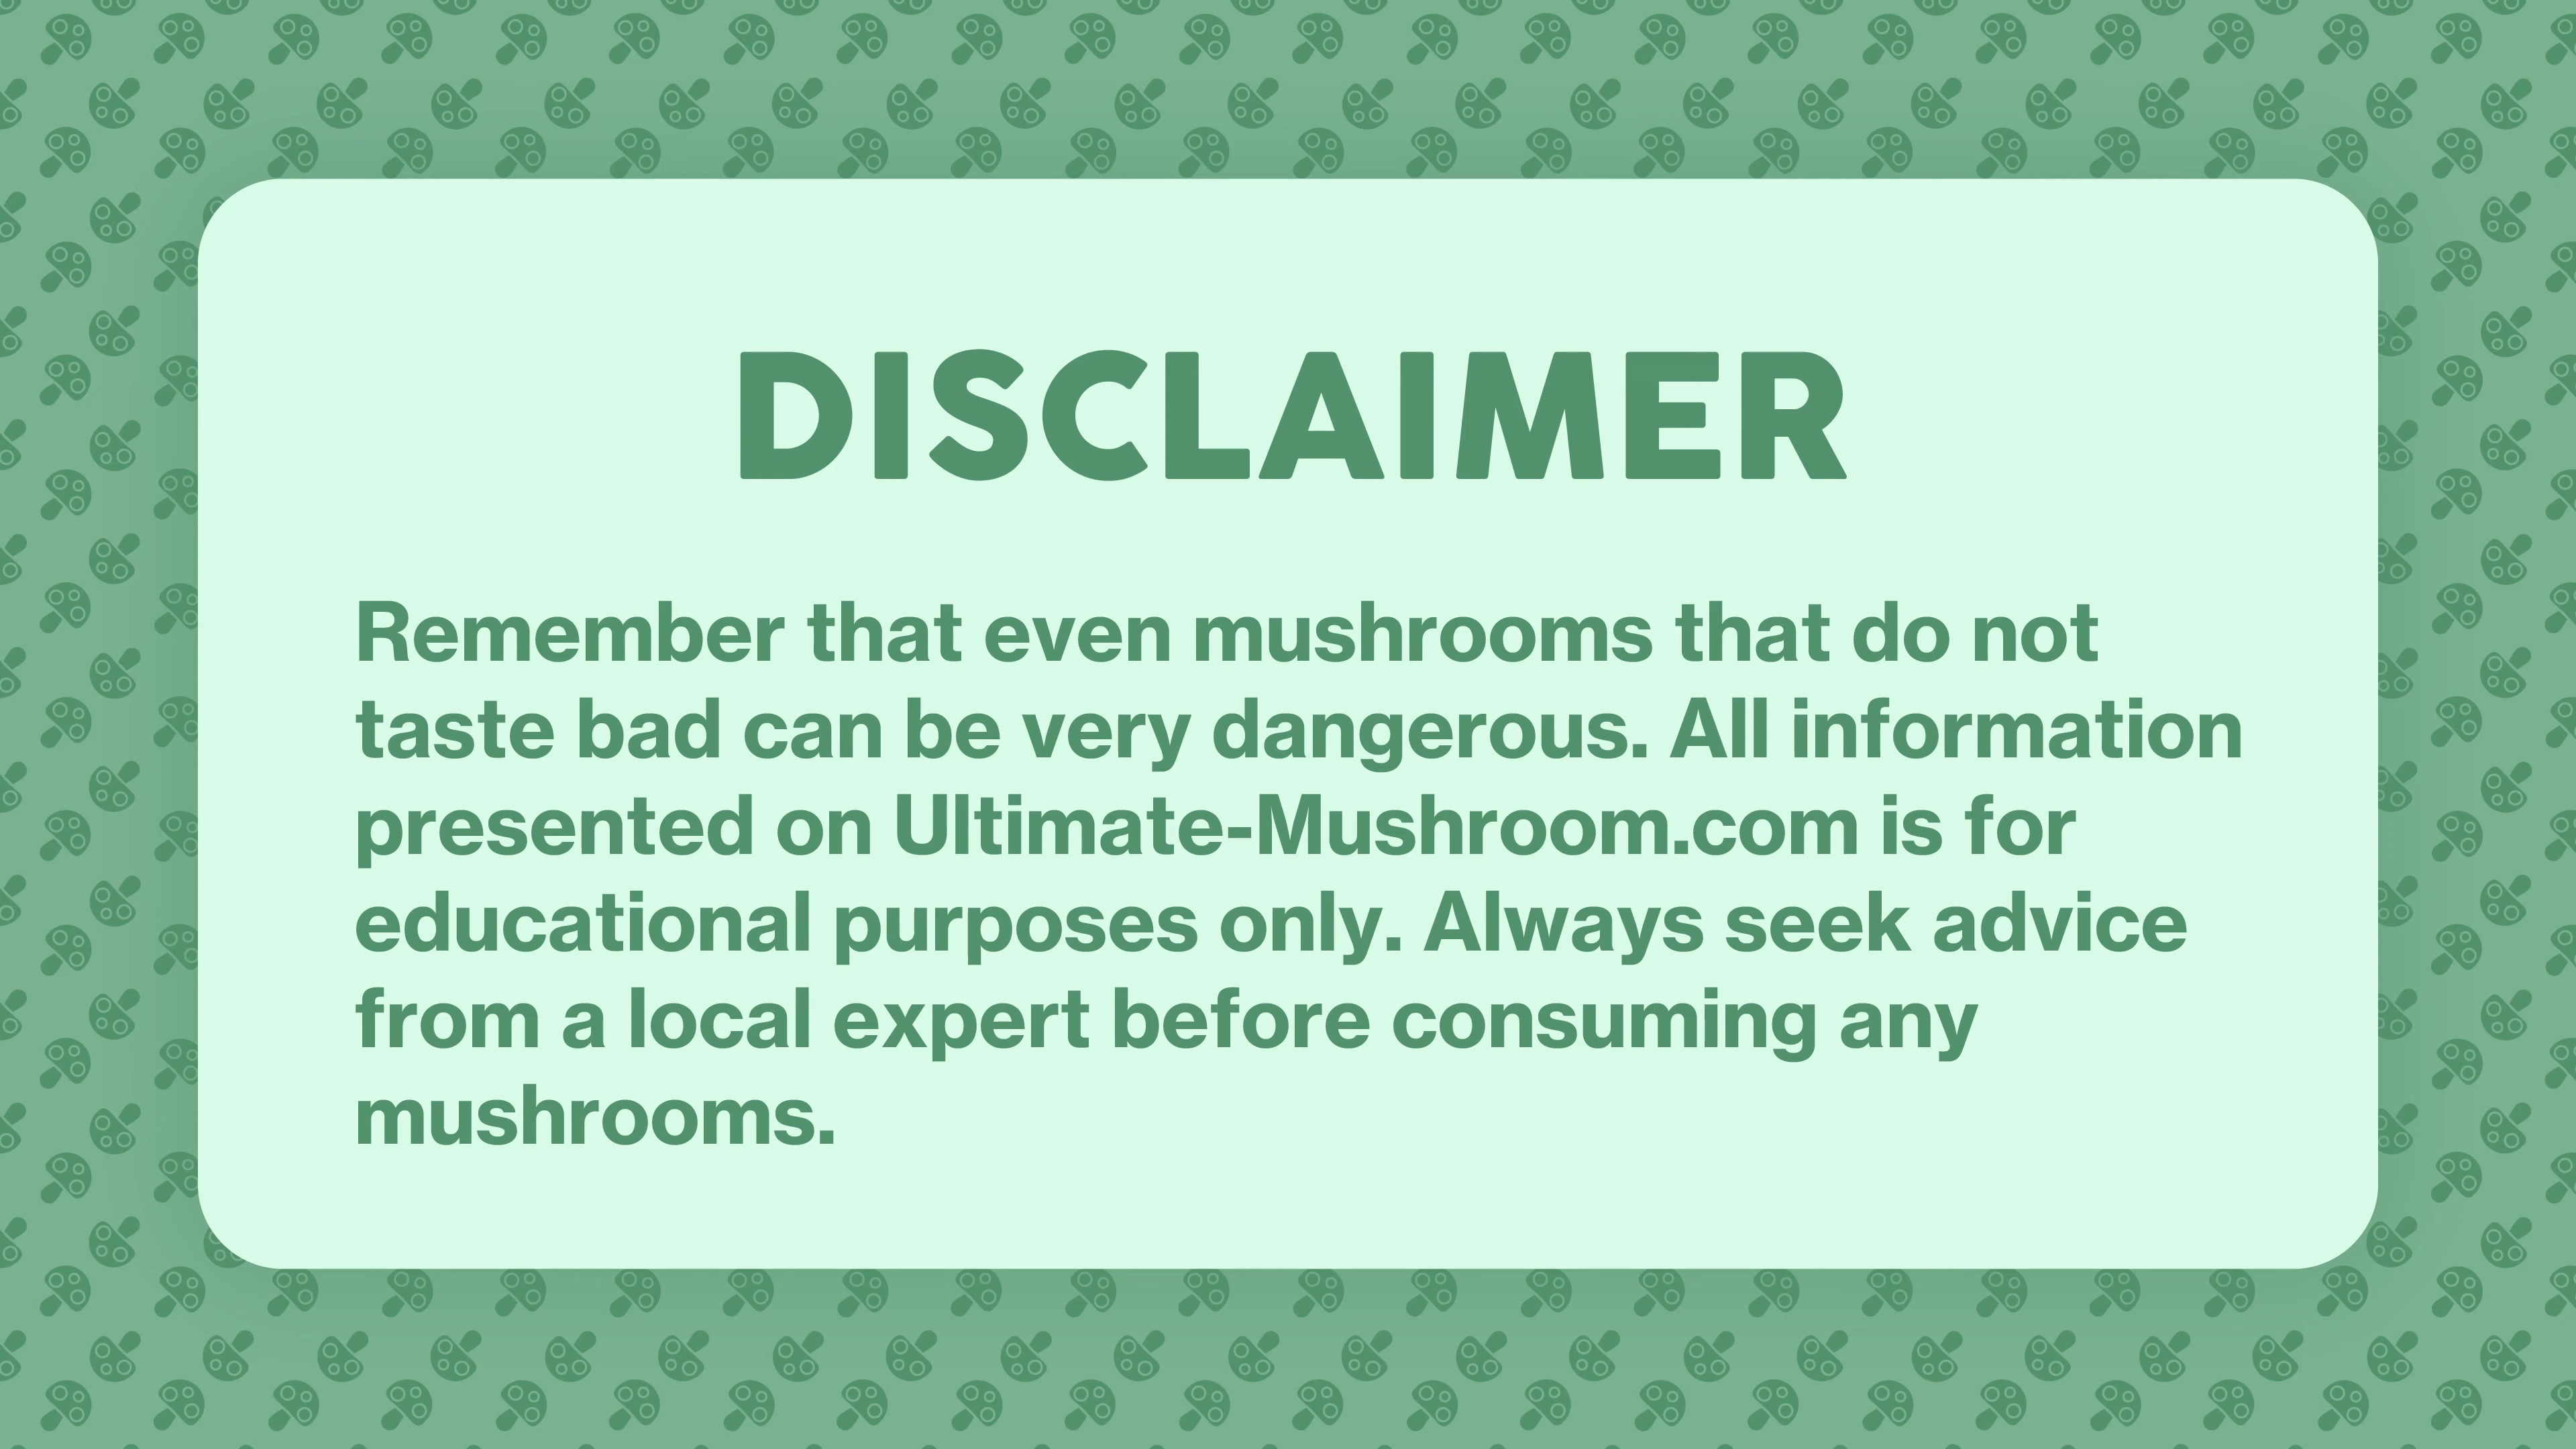 DISCLAIMER
Remember that even mushrooms that do not
taste bad can be very dangerous. All information
presented on Ultimate-Mushroom.com is for
educational purposes only. Always seek advice
from a local expert before consuming any
mushrooms.